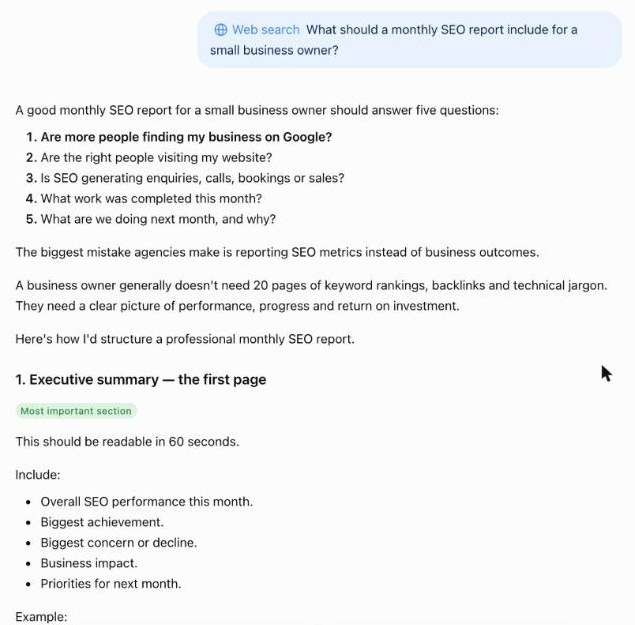 Web search What should a monthly SEO report include for a
small business owner?
A good monthly SEO report for a small business owner should answer five questions:
1. Are more people finding my business on Google?
2. Are the right people visiting my website?
3. Is SEO generating enquiries, calls, bookings or sales?
4. What work was completed this month?
5. What are we doing next month, and why?
The biggest mistake agencies make is reporting SEO metrics instead of business outcomes.
A business owner generally doesn't need 20 pages of keyword rankings, backlinks and technical jargon.
They need a clear picture of performance, progress and return on investment.
Here's how I'd structure a professional monthly SEO report.
1. Executive summary — the first page
Most important section
This should be readable in 60 seconds.
Include:
• Overall SEO performance this month.
• Biggest achievement.
• Biggest concern or decline.
• Business impact.
• Priorities for next month.
Example: